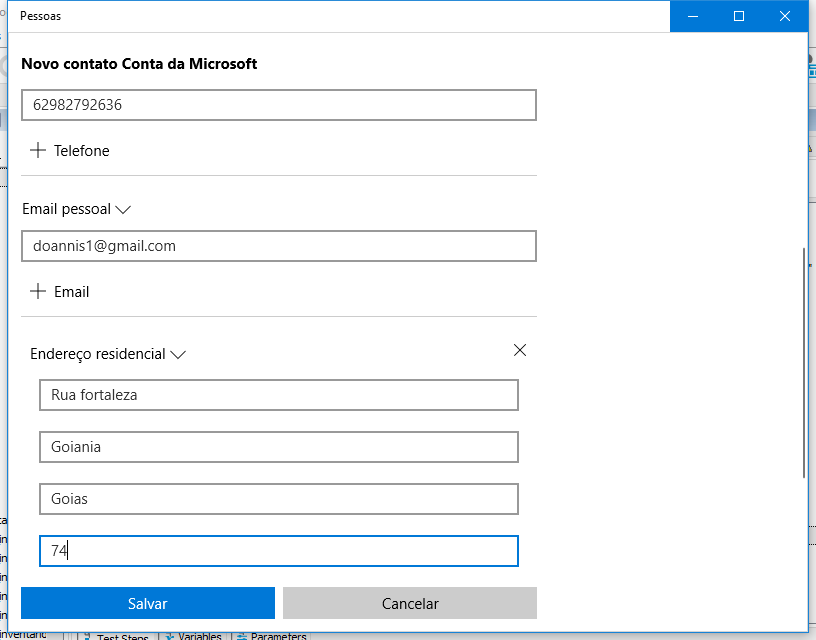 Pessoas
Novo contato Conta da Microsoft
62982792636
Telefone
Email pessoal
doannis1@gmail.com
Email
Endereço residencial
Rua fortaleza
Goiania
Goias
74
Salvar
Cancelar
Test Steps
Variables
Parameters